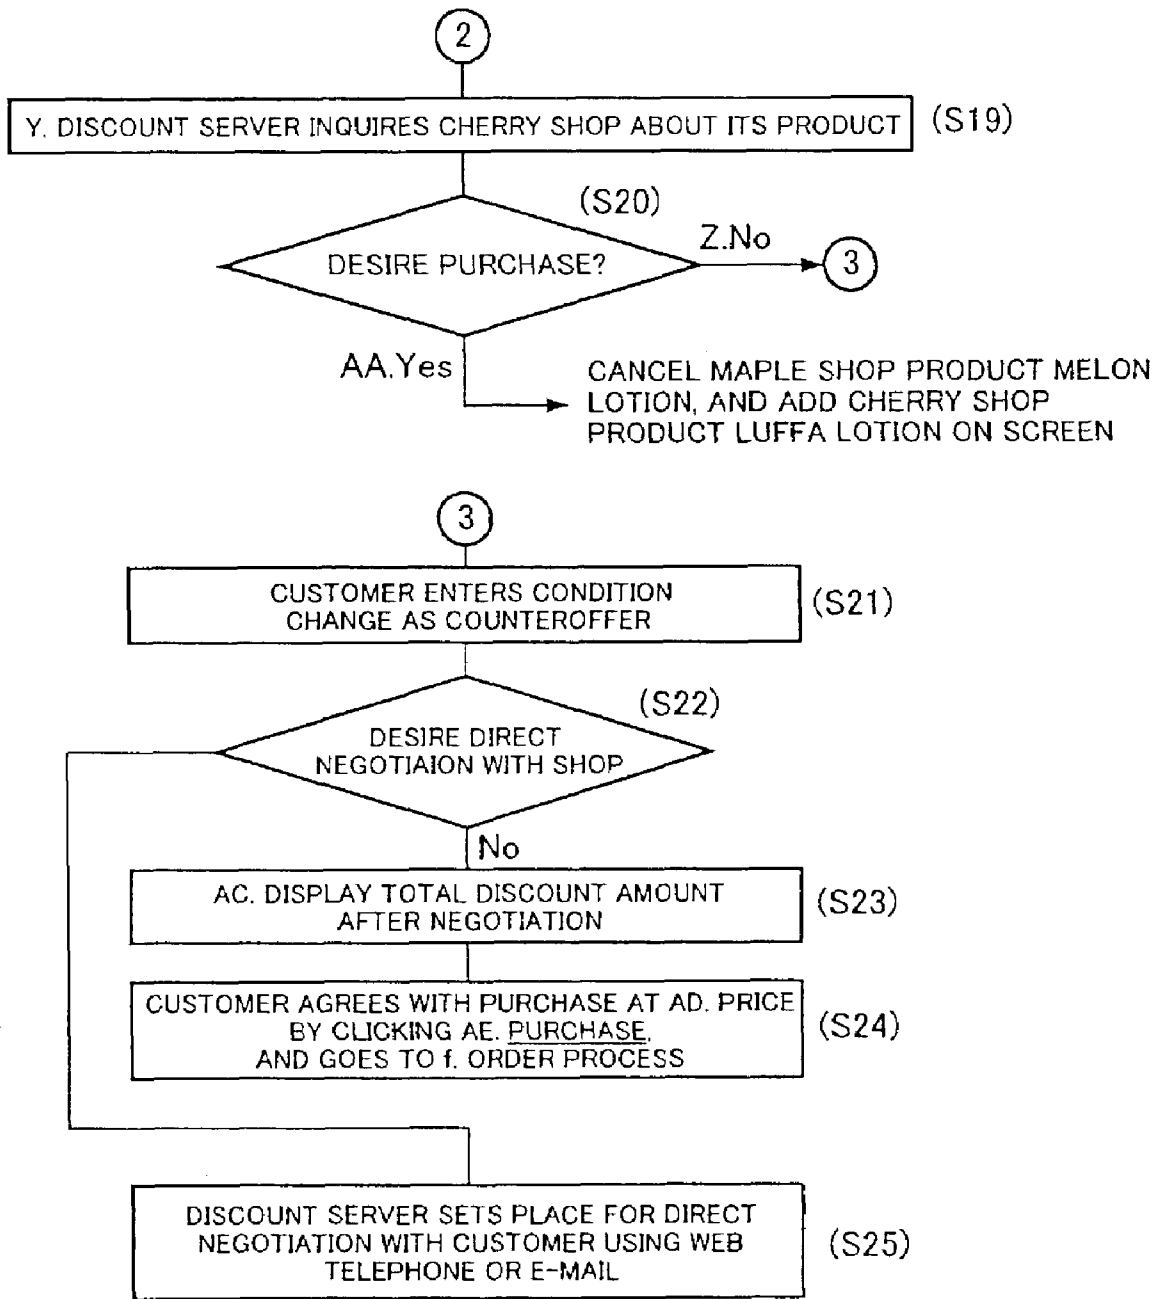 2
Y. DISCOUNT SERVER INQUIRES CHERRY SHOP ABOUT ITS PRODUCT
(S19)
(S20)
DESIRE PURCHASE?
Z.No
3
AA.Yes
CANCEL MAPLE SHOP PRODUCT MELON
LOTION, AND ADD CHERRY SHOP
PRODUCT LUFFA LOTION ON SCREEN
3
CUSTOMER ENTERS CONDITION
CHANGE AS COUNTEROFFER
(S21)
(S22)
DESIRE DIRECT
NEGOTIAION WITH SHOP
No
AC. DISPLAY TOTAL DISCOUNT AMOUNT
AFTER NEGOTIATION
(S23)
CUSTOMER AGREES WITH PURCHASE AT AD. PRICE
BY CLICKING AE. PURCHASE,
AND GOES TO f. ORDER PROCESS
(S24)
DISCOUNT SERVER SETS PLACE FOR DIRECT
NEGOTIATION WITH CUSTOMER USING WEB
TELEPHONE OR E-MAIL
(S25)